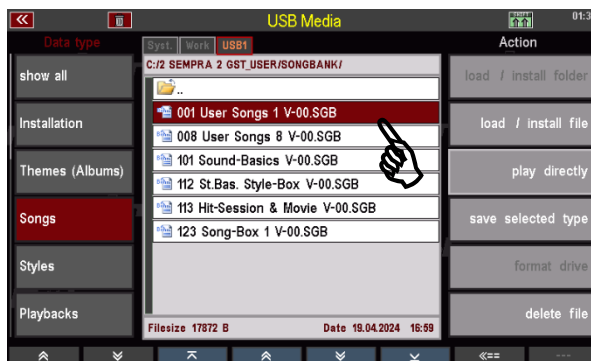 USB Media
01:3
Data type
Syst. Work USB1
Action
C:/2 SEMPRA 2 GST_USER/SONGBANK/
show all
..
load / install folder
001 User Songs 1 V-00.SGB
Installation
008 User Songs 8 V-00.SGB
load / install file
101 Sound-Basics V-00.SGB
Themes (Albums)
112 St.Bas. Style-Box V-00.SGB
play directly
113 Hit-Session & Movie V-00.SGB
Songs
123 Song-Box 1 V-00.SGB
save selected type
Styles
format drive
Playbacks
Filesize 17872 B
Date 19.04.2024 16:59
delete file
«==
---